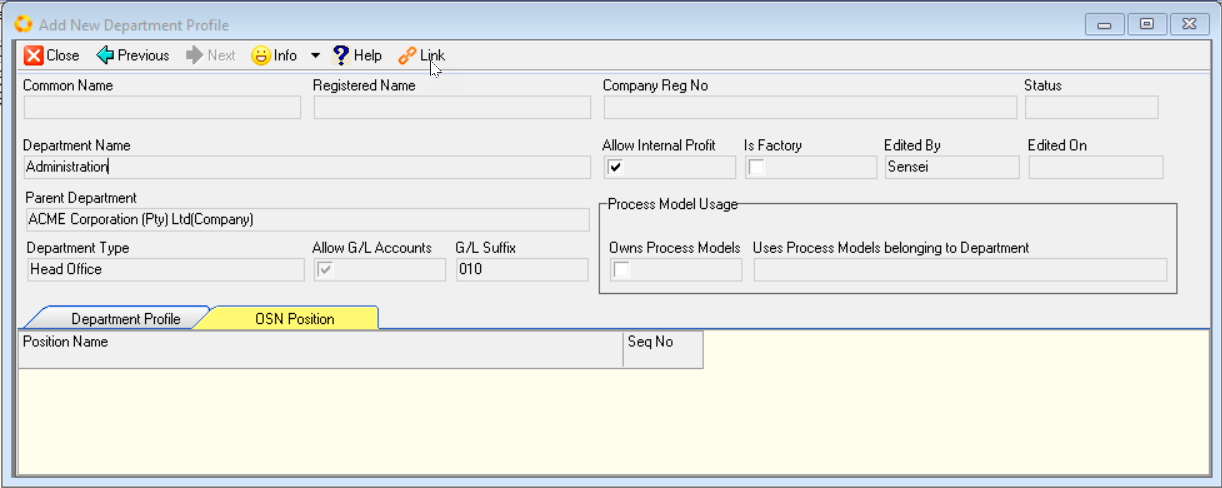 Add New Department Profile
Close Previous Next Info Help Link
Common Name Registered Name Company Reg No Status
Department Name Allow Internal Profit Is Factory Edited By Edited On
Administration Sensei
Parent Department
Process Model Usage
ACME Corporation (Pty) Ltd(Company)
Department Type Allow G/L Accounts G/L Suffix Owns Process Models Uses Process Models belonging to Department
Head Office 010
Department Profile OSN Position
Position Name Seq No